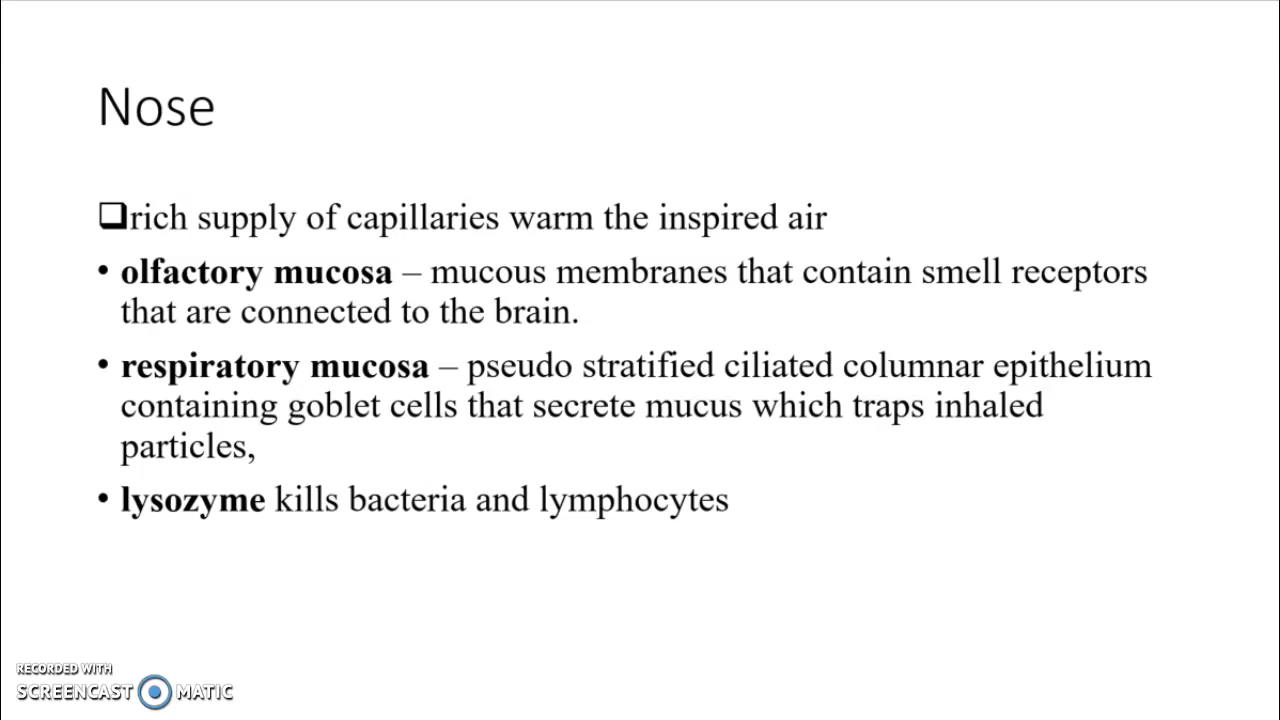 Nose
❑rich supply of capillaries warm the inspired air
• olfactory mucosa – mucous membranes that contain smell receptors
that are connected to the brain.
• respiratory mucosa – pseudo stratified ciliated columnar epithelium
containing goblet cells that secrete mucus which traps inhaled
particles,
• lysozyme kills bacteria and lymphocytes
RECORDED WITH
SCREENCAST MATIC